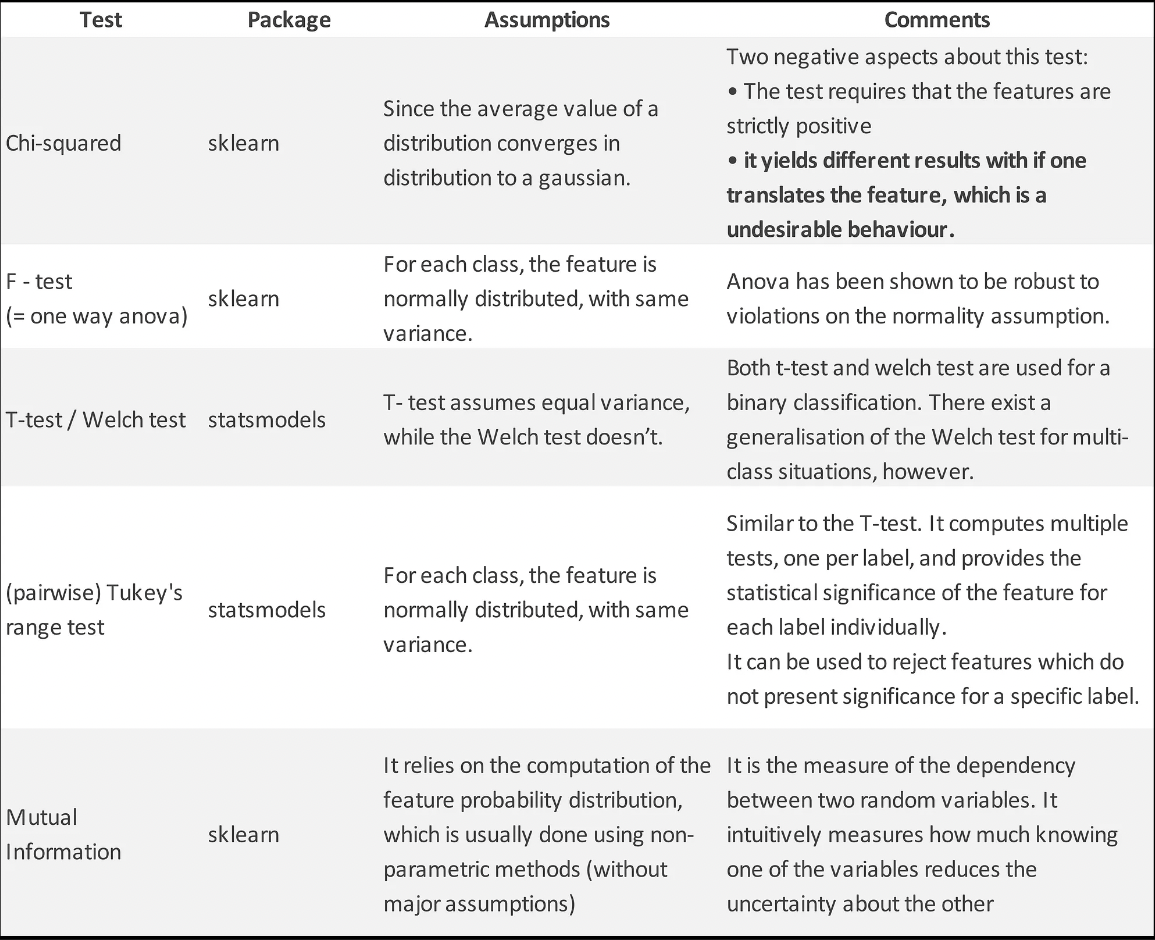 Test Package Assumptions Comments
Chi-squared
sklearn
Since the average value of a
distribution converges in
distribution to a gaussian.
Two negative aspects about this test:
• The test requires that the features are
strictly positive
• it yields different results with if one
translates the feature, which is a
undesirable behaviour.
F - test
(= one way anova)
sklearn
For each class, the feature is
normally distributed, with same
variance.
Anova has been shown to be robust to
violations on the normality assumption.
T-test / Welch test
statsmodels
T- test assumes equal variance,
while the Welch test doesn’t.
Both t-test and welch test are used for a
binary classification. There exist a
generalisation of the Welch test for multi-
class situations, however.
(pairwise) Tukey's
range test
statsmodels
For each class, the feature is
normally distributed, with same
variance.
Similar to the T-test. It computes multiple
tests, one per label, and provides the
statistical significance of the feature for
each label individually.
It can be used to reject features which do
not present significance for a specific label.
Mutual
Information
sklearn
It relies on the computation of the
feature probability distribution,
which is usually done using non-
parametric methods (without
major assumptions)
It is the measure of the dependency
between two random variables. It
intuitively measures how much knowing
one of the variables reduces the
uncertainty about the other